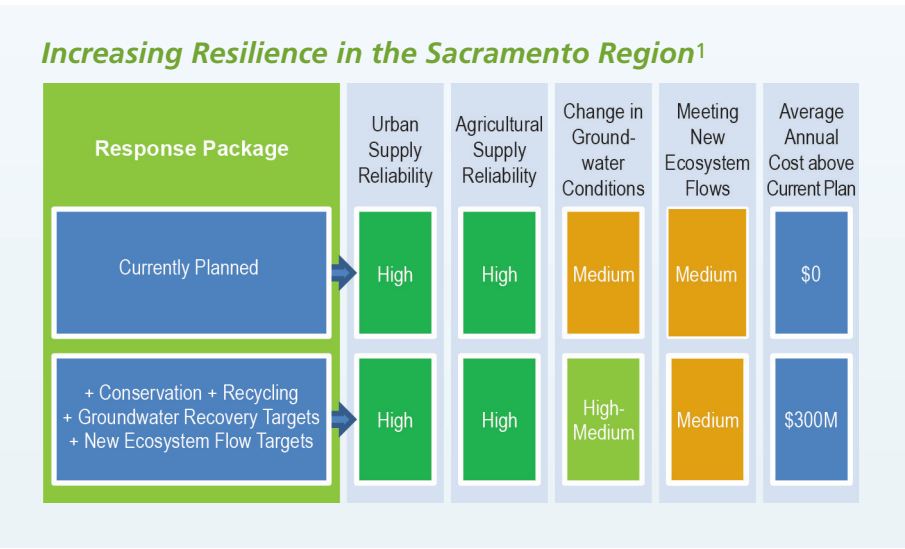 Increasing Resilience in the Sacramento Region1
Response Package
Urban
Supply
Reliability
Agricultural
Supply
Reliability
Change in
Ground-
water
Conditions
Meeting
New
Ecosystem
Flows
Average
Annual
Cost above
Current Plan
Currently Planned
High
High
Medium
Medium
$0
+ Conservation + Recycling
+ Groundwater Recovery Targets
+ New Ecosystem Flow Targets
High
High
High-
Medium
Medium
$300M